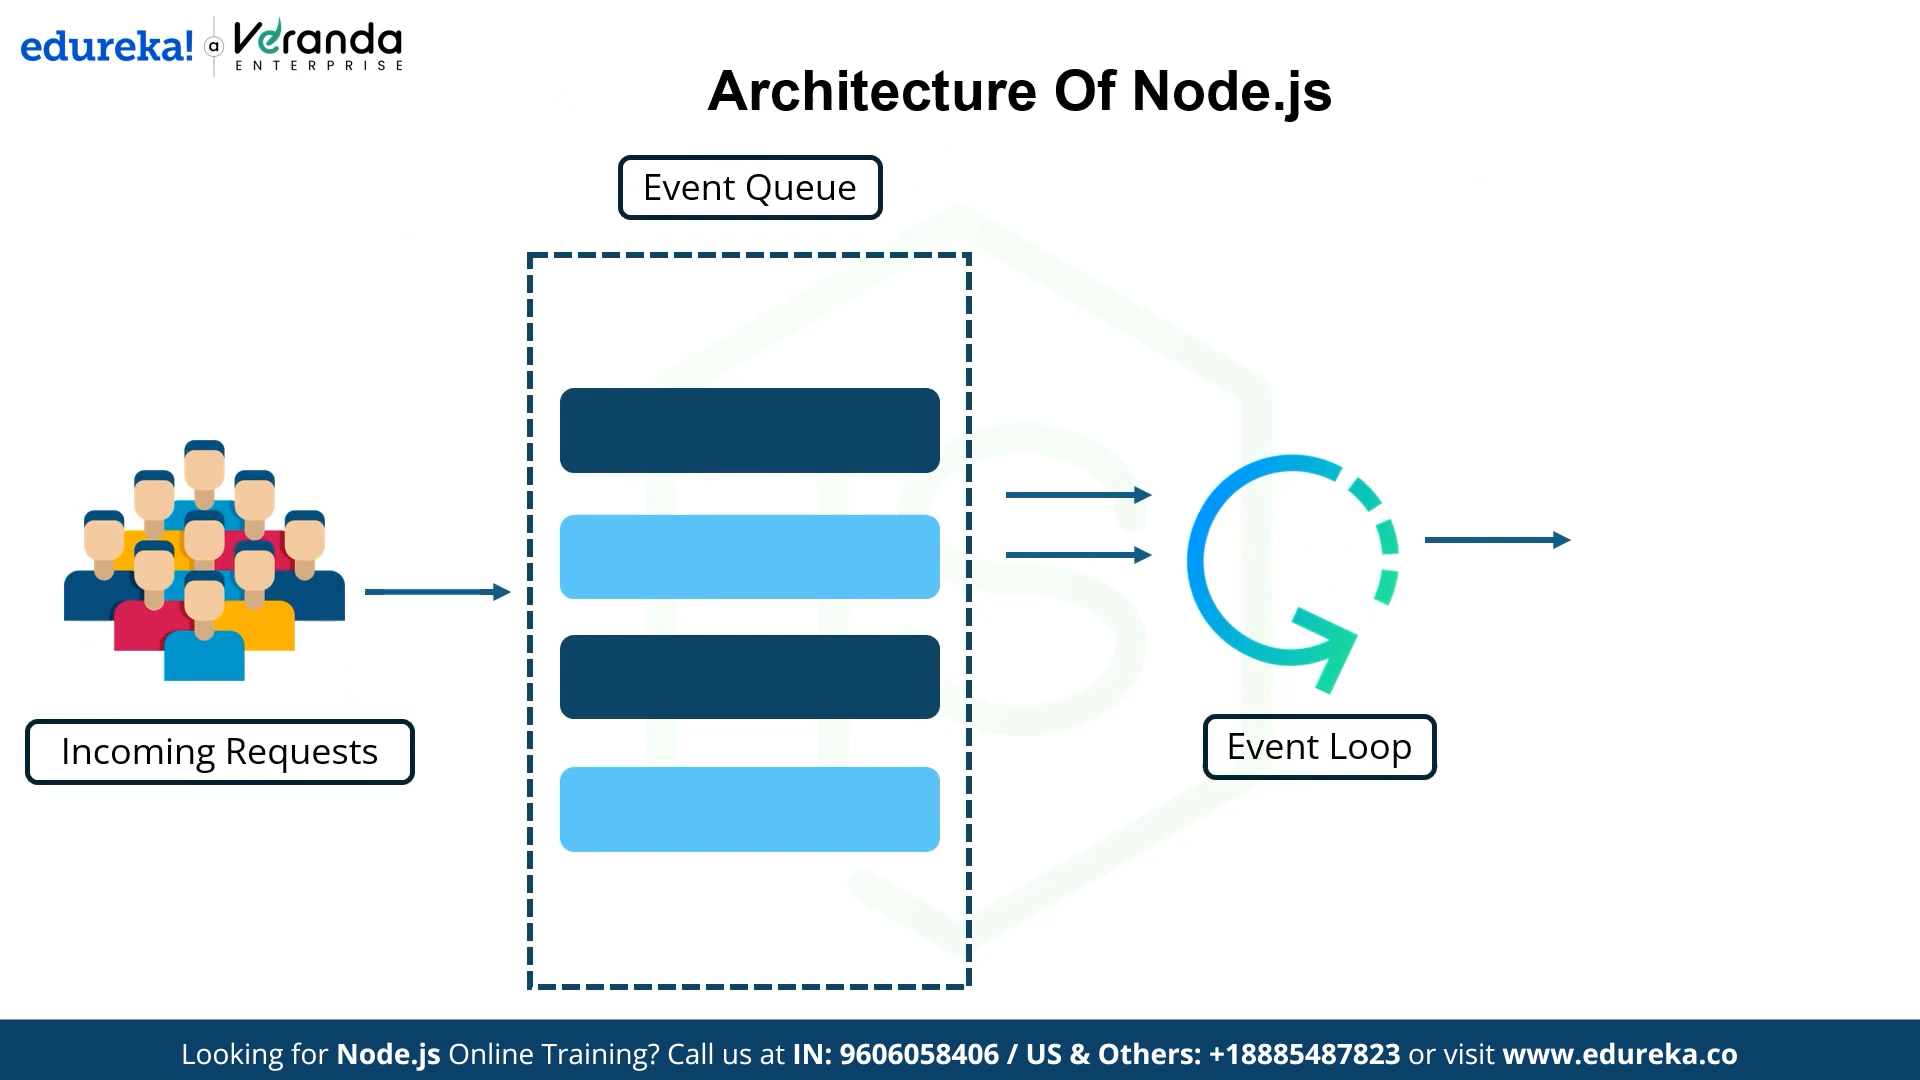 edureka!
a
Veranda
ENTERPRISE
Architecture Of Node.js
Event Queue
Incoming Requests
Event Loop
Looking for Node.js Online Training? Call us at IN: 9606058406 / US & Others: +18885487823 or visit www.edureka.co